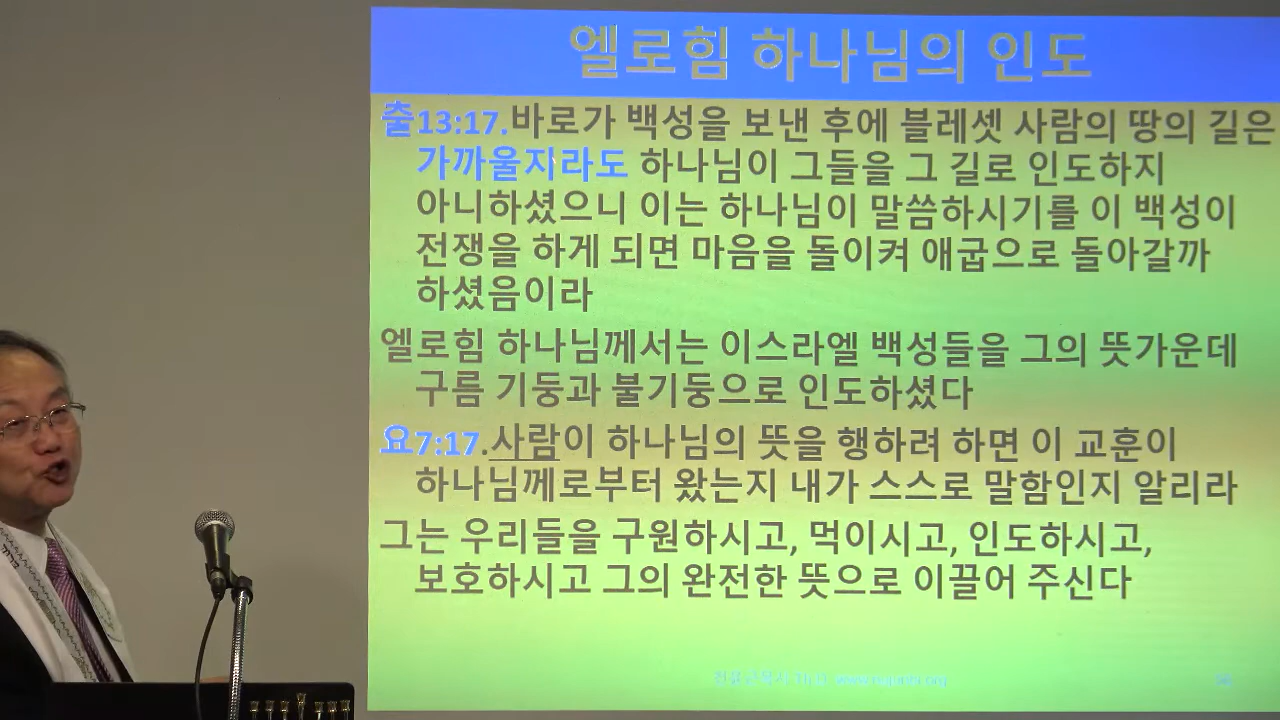 엘로힘 하나님의 인도
출13:17.바로가 백성을 보낸 후에 블레셋 사람의 땅의 길은
가까울지라도 하나님이 그들을 그 길로 인도하지
아니하셨으니 이는 하나님이 말씀하시기를 이 백성이
전쟁을 하게 되면 마음을 돌이켜 애굽으로 돌아갈까
하셨음이라
엘로힘 하나님께서는 이스라엘 백성들을 그의 뜻가운데
구름 기둥과 불기둥으로 인도하셨다
요7:17.사람이 하나님의 뜻을 행하려 하면 이 교훈이
하나님께로부터 왔는지 내가 스스로 말함인지 알리라
그는 우리들을 구원하시고, 먹이시고, 인도하시고,
보호하시고 그의 완전한 뜻으로 이끌어 주신다